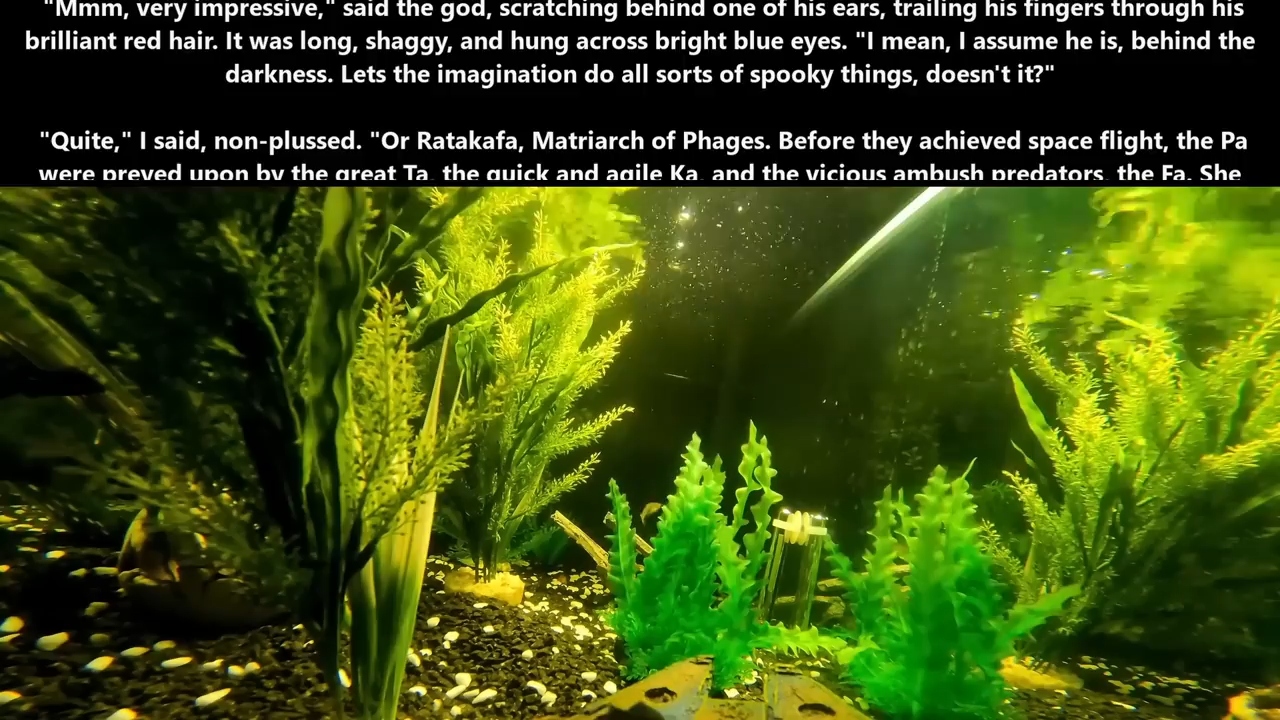 "Mmm, very impressive," said the god, scratching behind one of his ears, trailing his fingers through his
brilliant red hair. It was long, shaggy, and hung across bright blue eyes. "I mean, I assume he is, behind the
darkness. Lets the imagination do all sorts of spooky things, doesn't it?"
"Quite," I said, non-plussed. "Or Ratakafa, Matriarch of Phages. Before they achieved space flight, the Pa
were preyed upon by the great Ta, the quick and agile Ka, and the vicious ambush predators, the Fa. She